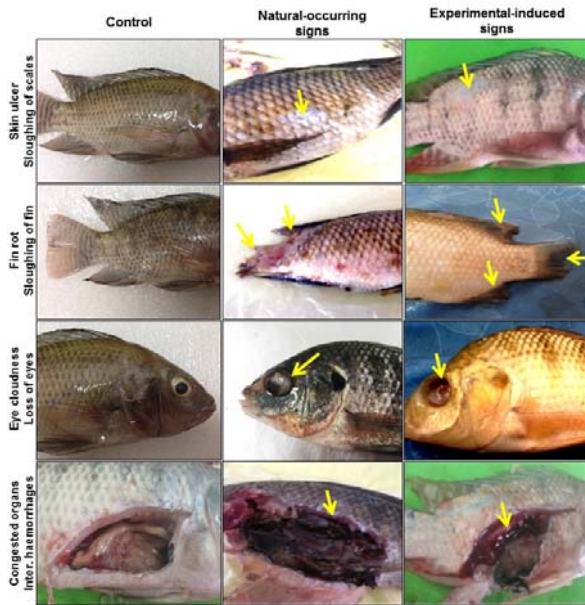 Control
Natural-occurring
signs
Experimental-induced
signs
Skin ulcer
Sloughing of scales
Fin rot
Sloughing of fin
Eye cloudness
Loss of eyes
Congested organs
Inter. haemorrhages